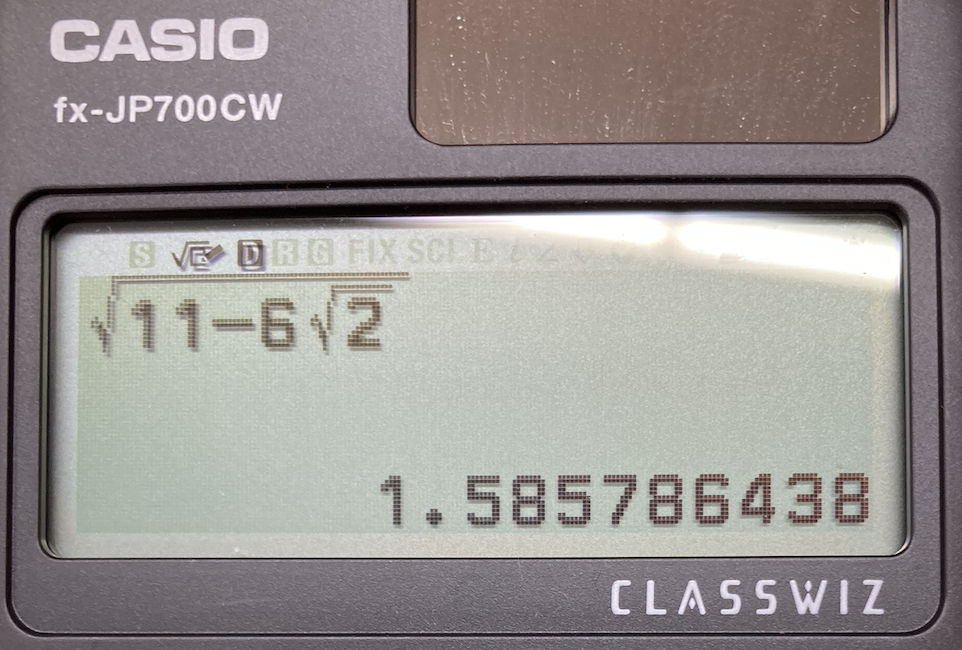 CASIO
fx-JP700CW
S √E D R G FIX SCI E i ∠
√11−6√2
1.585786438
CLASSWIZ